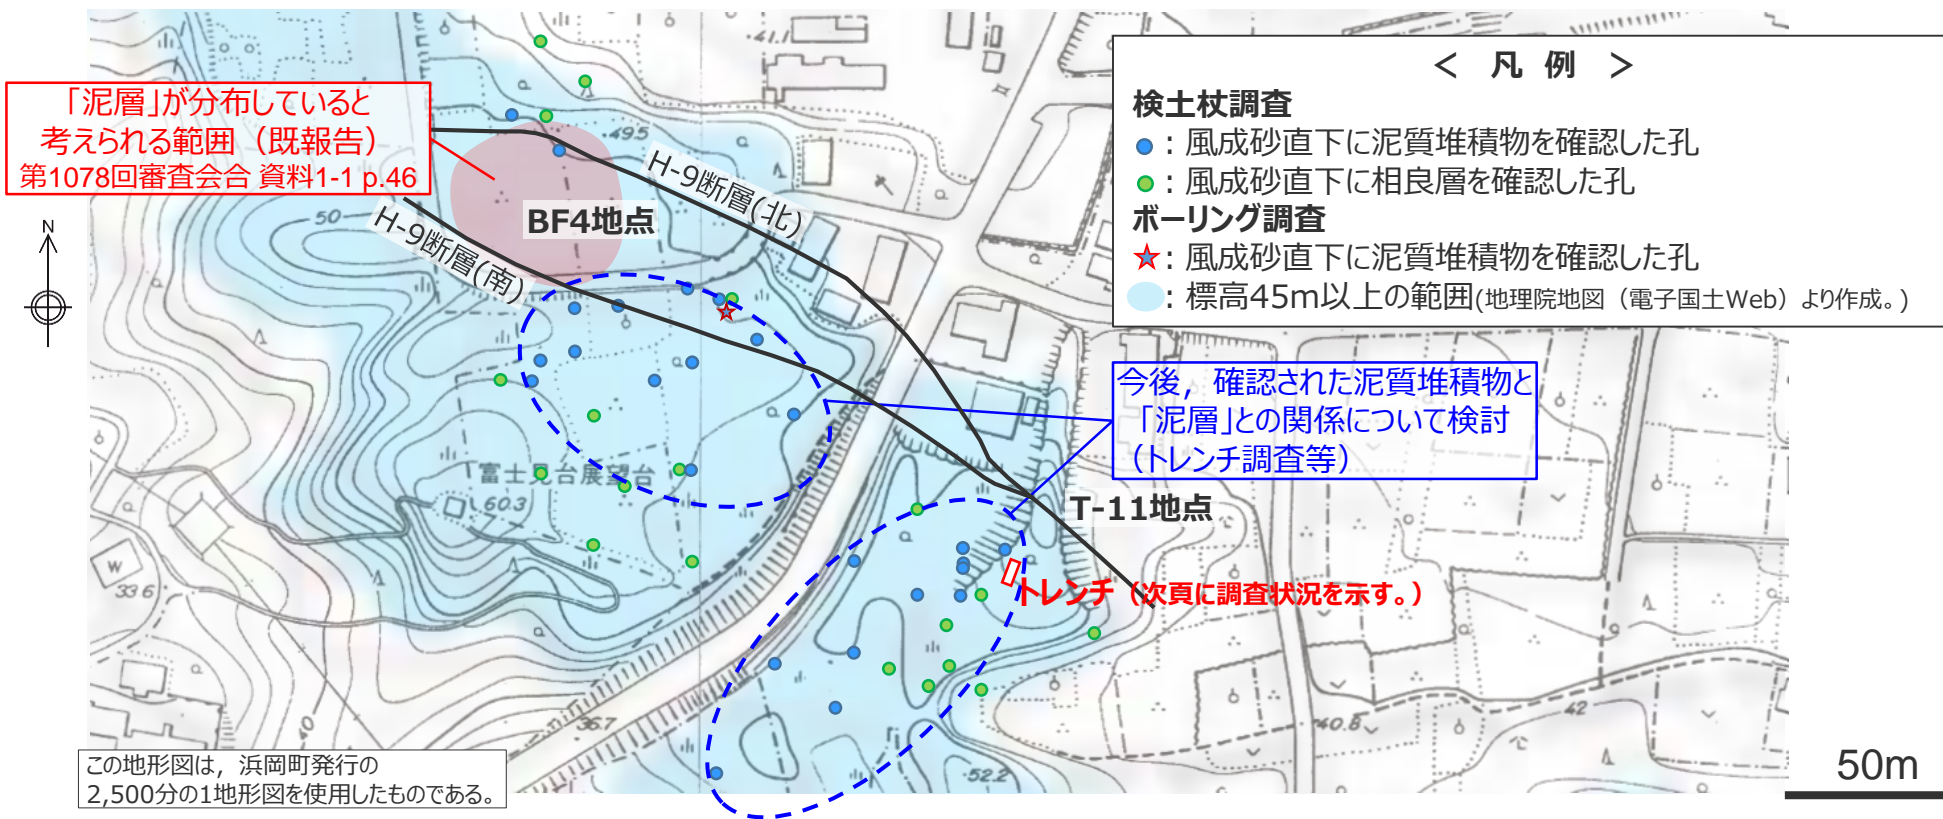 「泥層」が分布していると
考えられる範囲（既報告）
第1078回審査会合 資料1-1 p.46
N
H-9断層(北)
H-9断層(南)
BF4地点
＜ 凡 例 ＞
検土杖調査
：風成砂直下に泥質堆積物を確認した孔
：風成砂直下に相良層を確認した孔
ボーリング調査
：風成砂直下に泥質堆積物を確認した孔
：標高45m以上の範囲(地理院地図（電子国土Web）より作成。)
今後，確認された泥質堆積物と
「泥層」との関係について検討
（トレンチ調査等）
T-11地点
トレンチ（次頁に調査状況を示す。）
41.1
49.5
50
富士見台展望台
60.3
W
33.6
40
36.7
52.2
40.8
42
この地形図は，浜岡町発行の
2,500分の1地形図を使用したものである。
50m